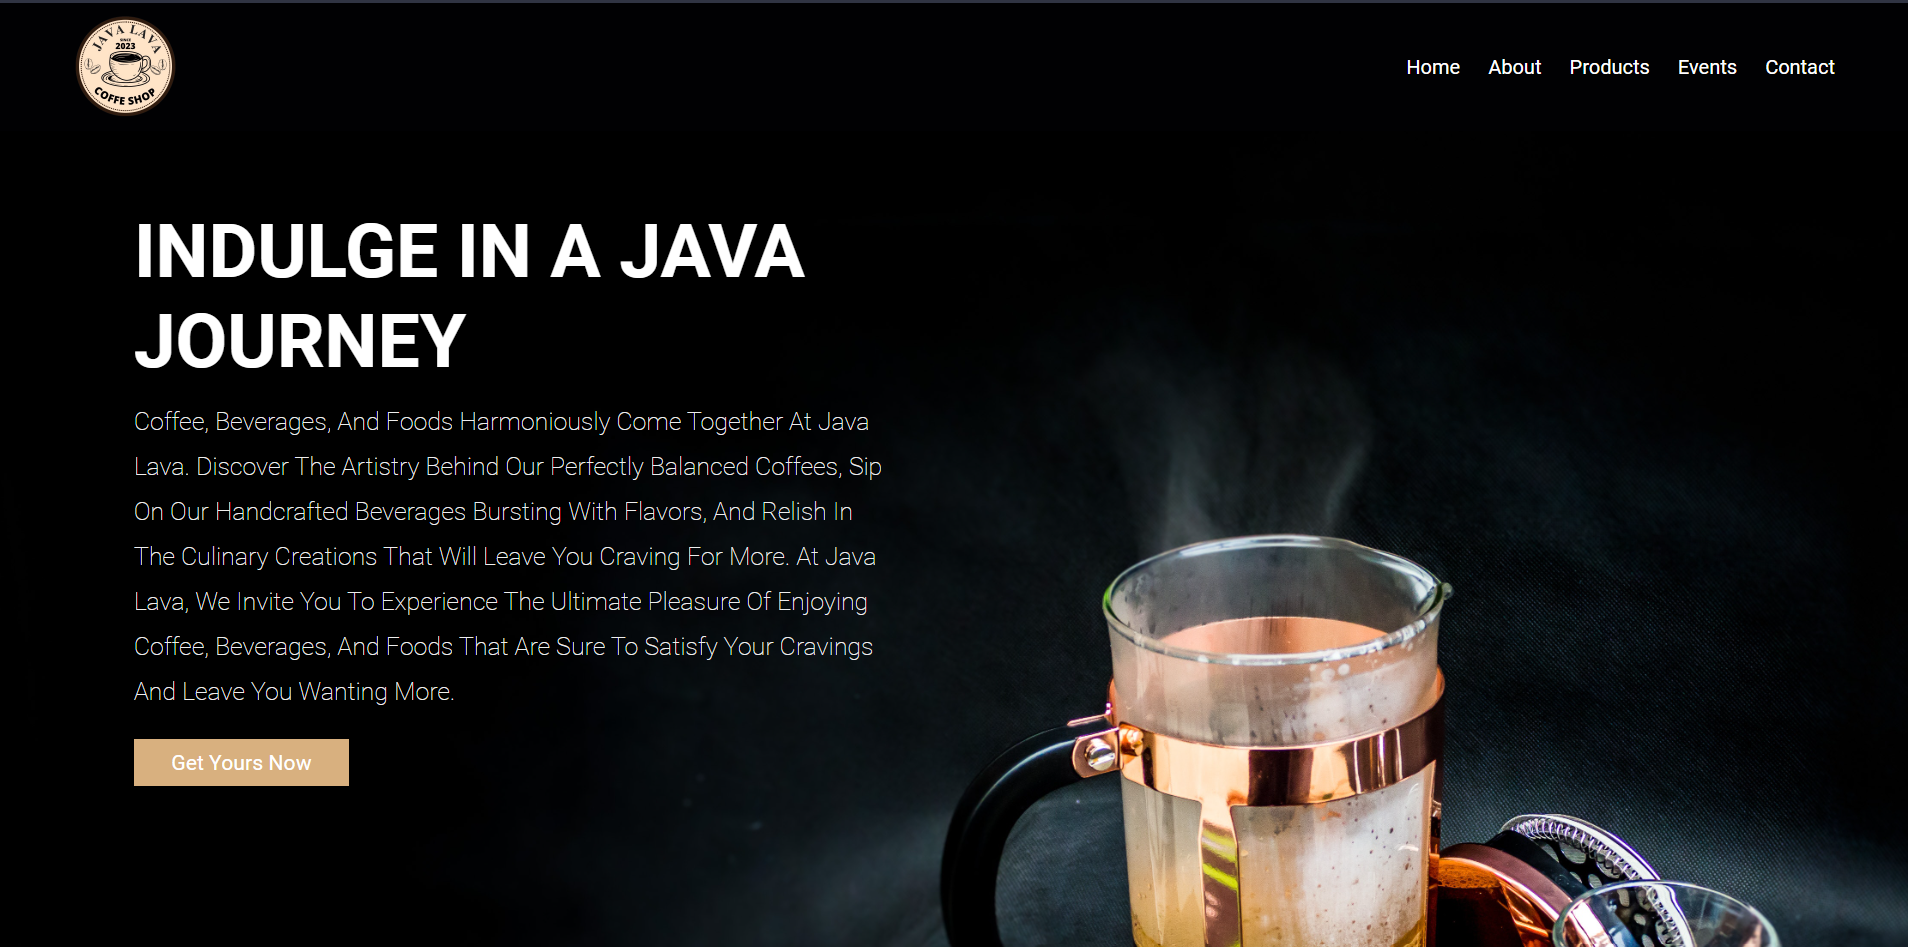 JAVA LAVA
SINCE
2023
COFFE SHOP
Home About Products Events Contact
INDULGE IN A JAVA
JOURNEY
Coffee, Beverages, And Foods Harmoniously Come Together At Java
Lava. Discover The Artistry Behind Our Perfectly Balanced Coffees, Sip
On Our Handcrafted Beverages Bursting With Flavors, And Relish In
The Culinary Creations That Will Leave You Craving For More. At Java
Lava, We Invite You To Experience The Ultimate Pleasure Of Enjoying
Coffee, Beverages, And Foods That Are Sure To Satisfy Your Cravings
And Leave You Wanting More.
Get Yours Now